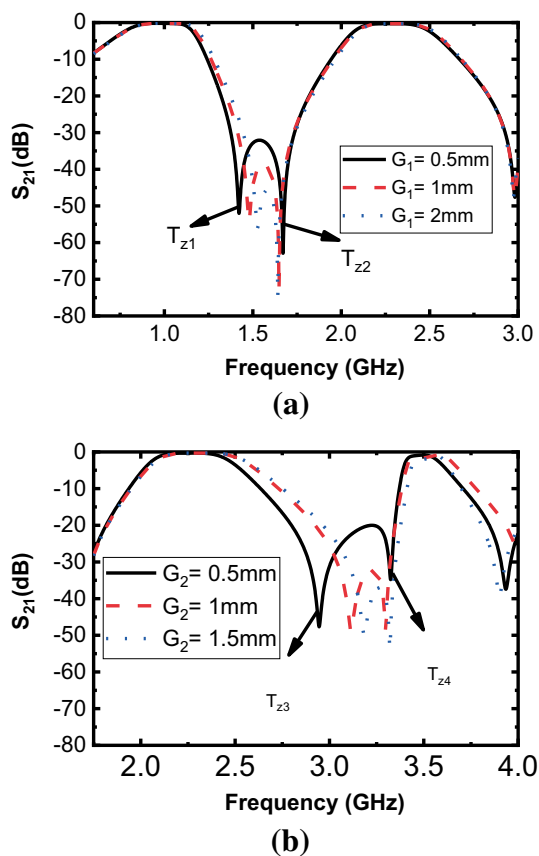 0
-10
-20
-30
-40
-50
-60
-70
-80
S21(dB)
G1= 0.5mm
G1= 1mm
G1= 2mm
Tz1
Tz2
1.0 1.5 2.0 2.5 3.0
Frequency (GHz)
(a)
0
-10
-20
-30
-40
-50
-60
-70
-80
S21(dB)
G2= 0.5mm
G2= 1mm
G2= 1.5mm
Tz3
Tz4
2.0 2.5 3.0 3.5 4.0
Frequency (GHz)
(b)